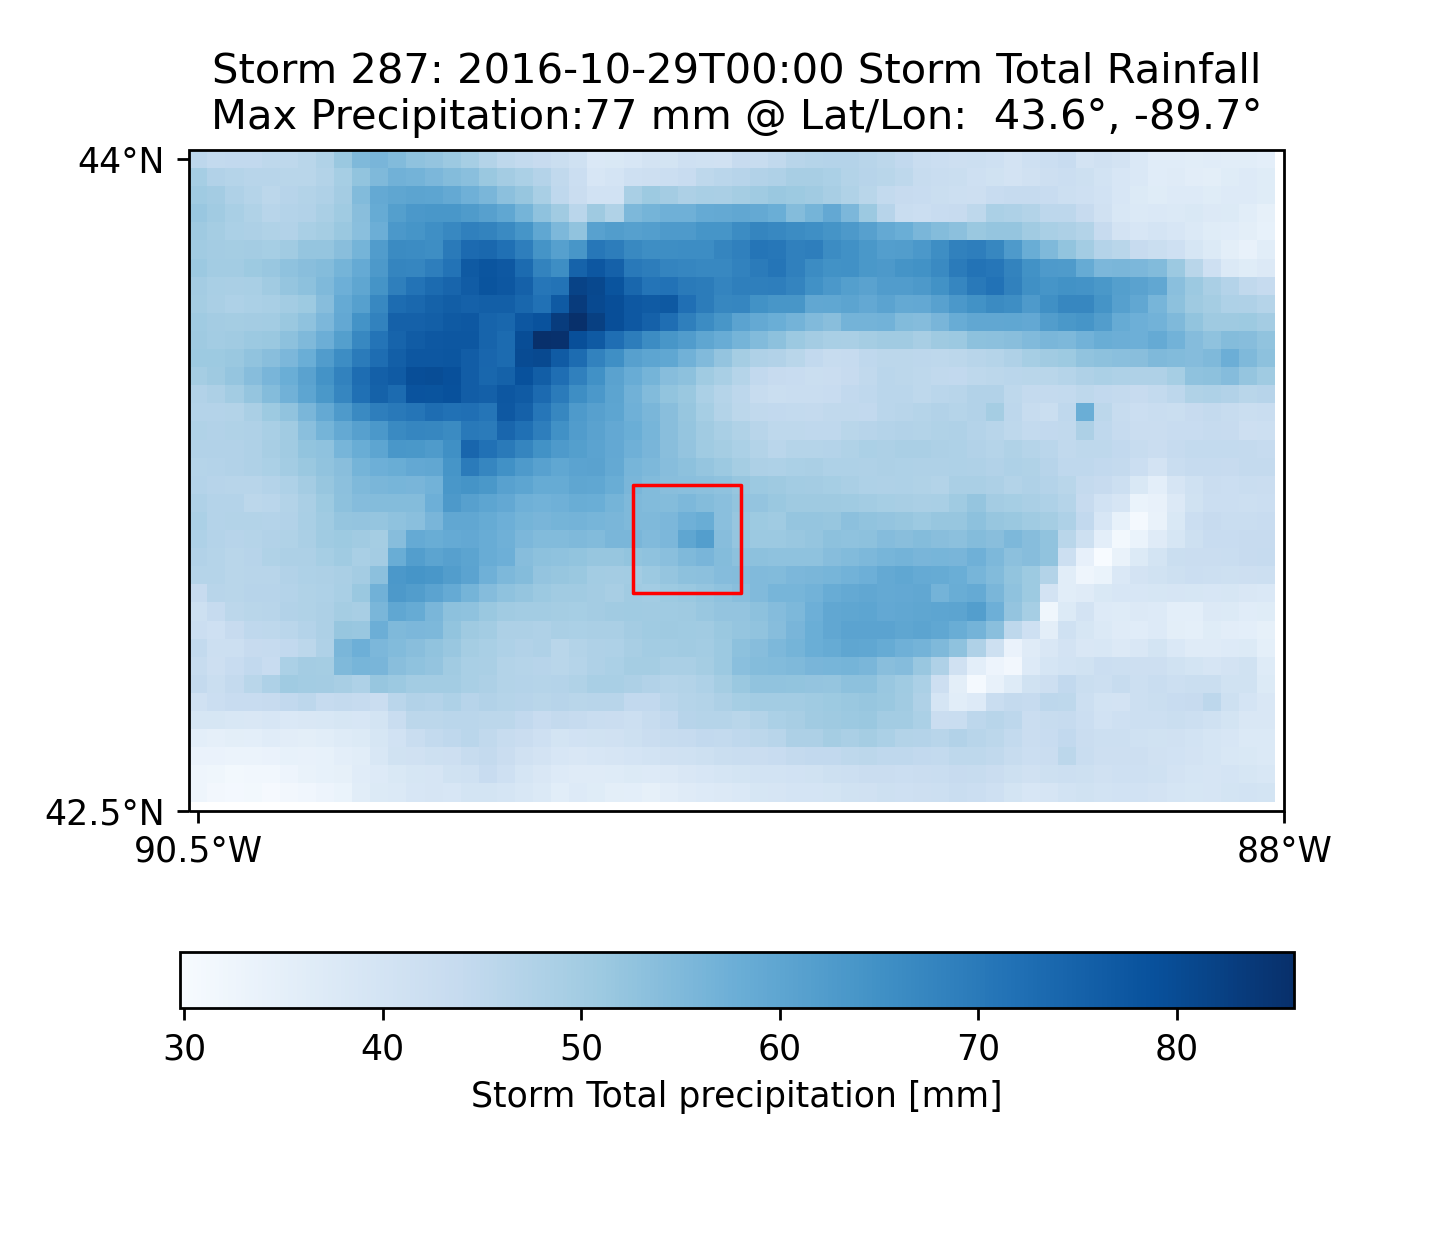 Storm 287: 2016-10-29T00:00 Storm Total Rainfall
Max Precipitation:77 mm @ Lat/Lon:  43.6°, -89.7°
44°N
42.5°N
90.5°W 88°W
30 40 50 60 70 80
Storm Total precipitation [mm]